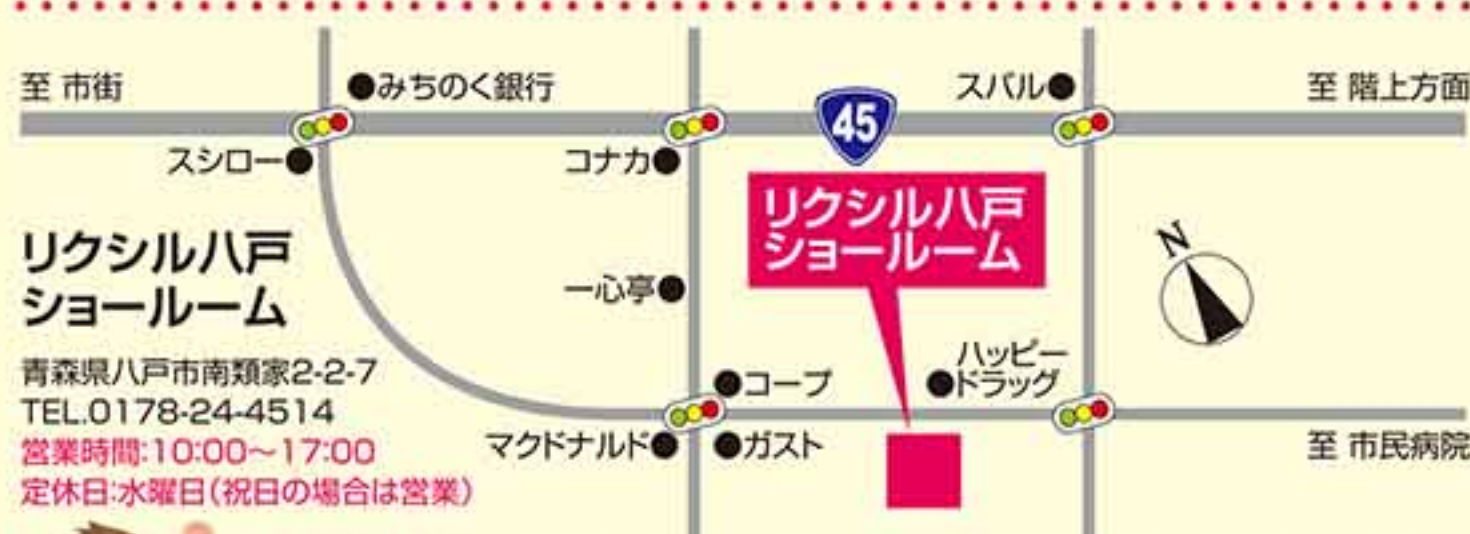 至 市街
みちのく銀行
スバル
至 階上方面
45
スシロー
コナカ
リクシル八戸
ショールーム
N
リクシル八戸
ショールーム
一心亭
青森県八戸市南類家2-2-7
TEL.0178-24-4514
営業時間:10:00〜17:00
定休日:水曜日(祝日の場合は営業)
コープ
ハッピー
ドラッグ
マクドナルド
ガスト
至 市民病院